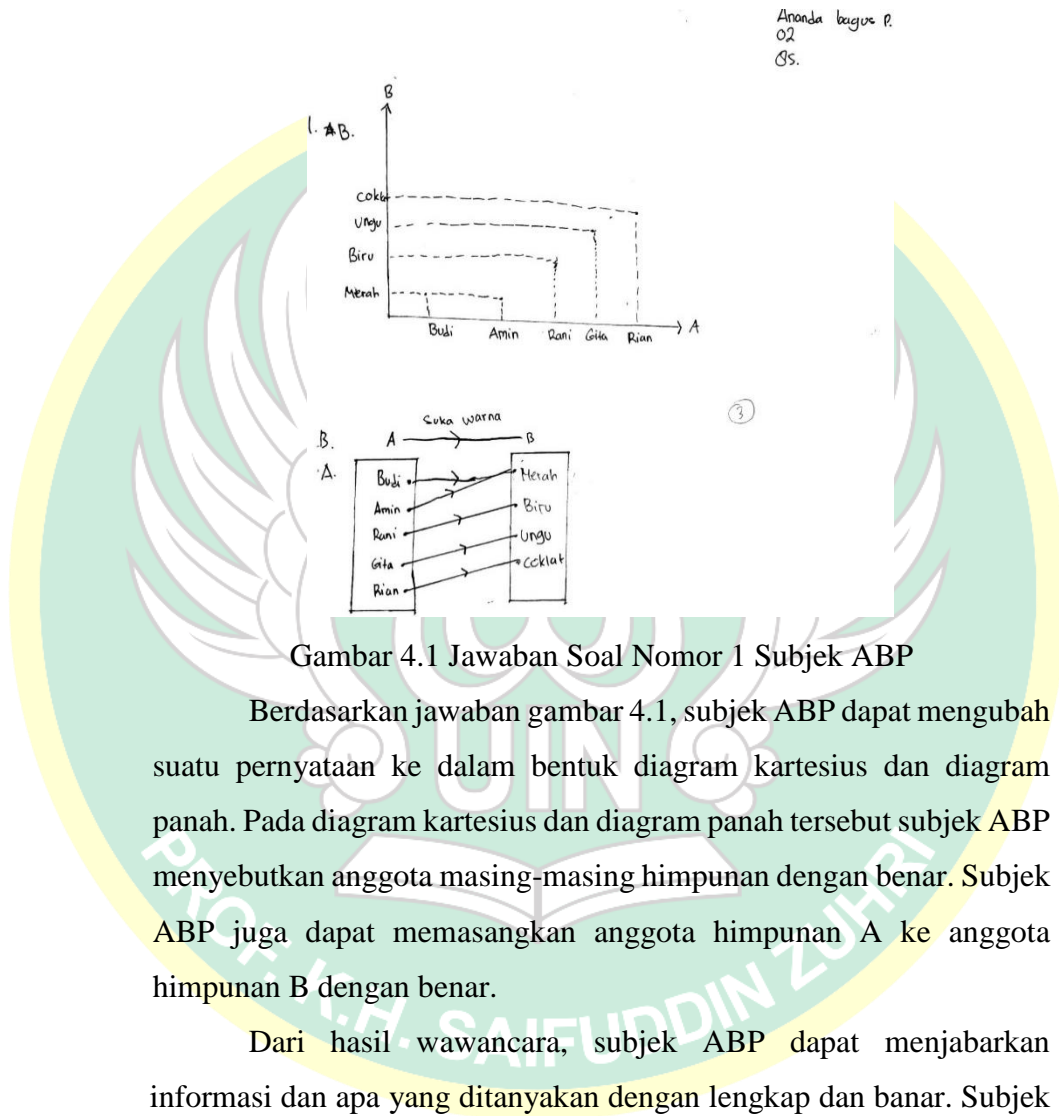 Ananda bagus P.
02
8S.
B
1. AB.
Coklat
Ungu
Biru
Merah
Budi Amin Rani Gita Rian A
3
Suka warna
B. A B
A.
Budi Merah
Amin Biru
Rani Ungu
Gita Coklat
Rian
Gambar 4.1 Jawaban Soal Nomor 1 Subjek ABP
Berdasarkan jawaban gambar 4.1, subjek ABP dapat mengubah
suatu pernyataan ke dalam bentuk diagram kartesius dan diagram
panah. Pada diagram kartesius dan diagram panah tersebut subjek ABP
menyebutkan anggota masing-masing himpunan dengan benar. Subjek
ABP juga dapat memasangkan anggota himpunan A ke anggota
himpunan B dengan benar.
Dari hasil wawancara, subjek ABP dapat menjabarkan
informasi dan apa yang ditanyakan dengan lengkap dan banar. Subjek
UIN
PROF. K.H. SAIFUDDIN ZUHRI